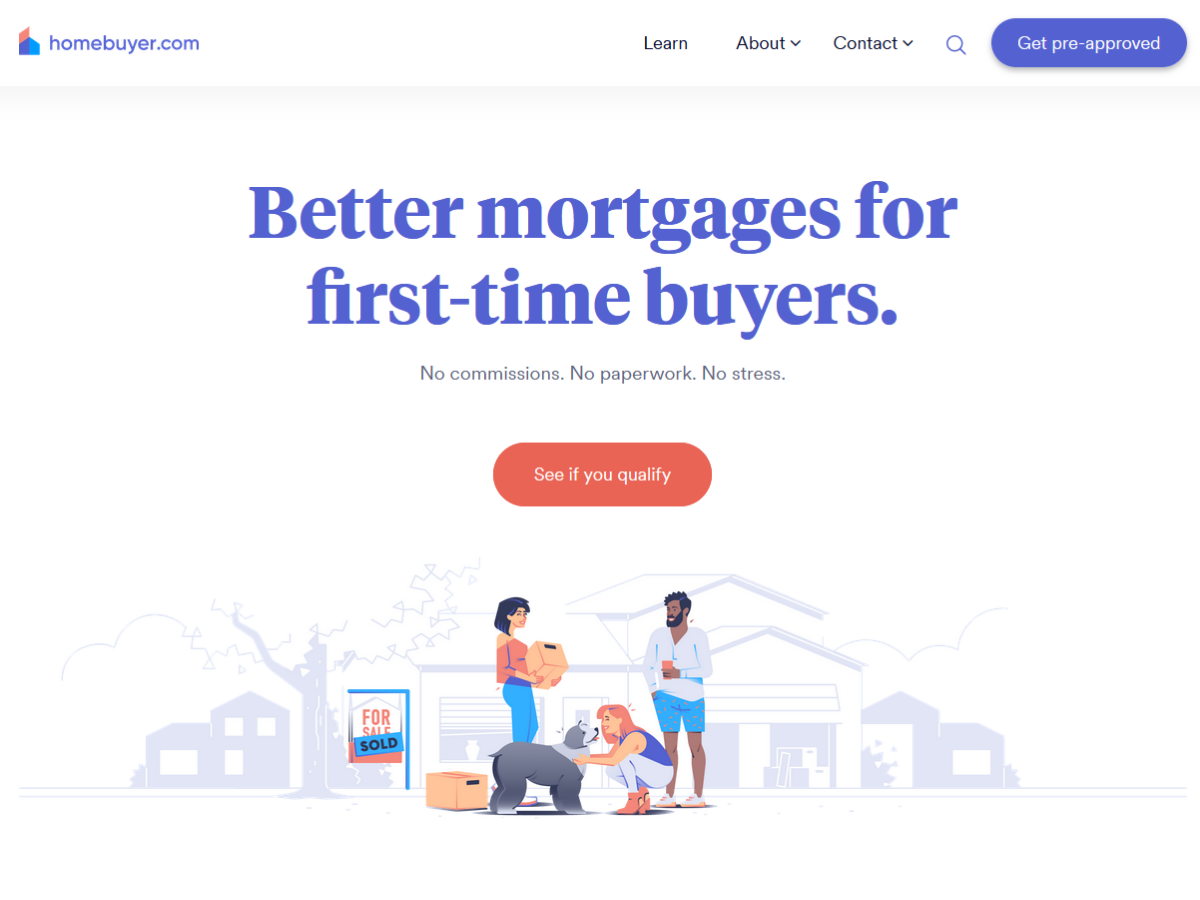 homebuyer.com
Learn
About
Contact
Get pre-approved
Better mortgages for
first-time buyers.
No commissions. No paperwork. No stress.
See if you qualify
FOR
SALE
SOLD